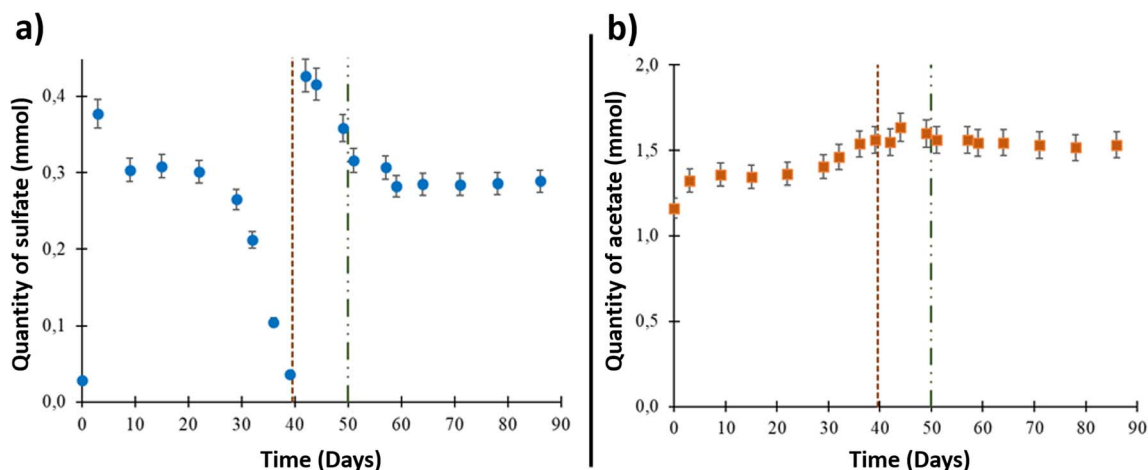 a)
Quantity of sulfate (mmol)
0,4
0,3
0,2
0,1
0,0
0 10 20 30 40 50 60 70 80 90
Time (Days)
b)
Quantity of acetate (mmol)
2,0
1,5
1,0
0,5
0,0
0 10 20 30 40 50 60 70 80 90
Time (Days)